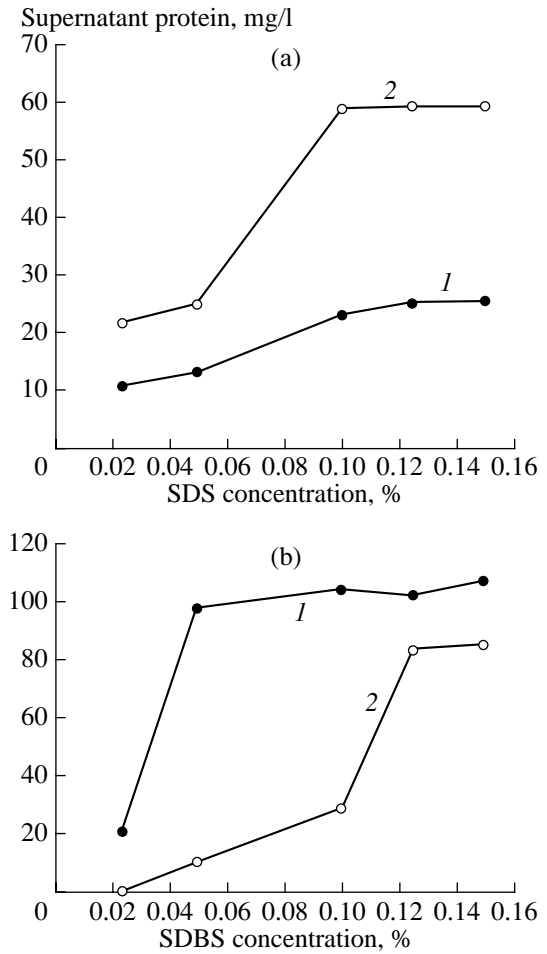 Supernatant protein, mg/l
70
(a)
2
60
50
40
30
1
20
10
0 0.02 0.04 0.06 0.08 0.10 0.12 0.14 0.16
SDS concentration, %
120
(b)
100
1
80
2
60
40
20
0 0.02 0.04 0.06 0.08 0.10 0.12 0.14 0.16
SDBS concentration, %